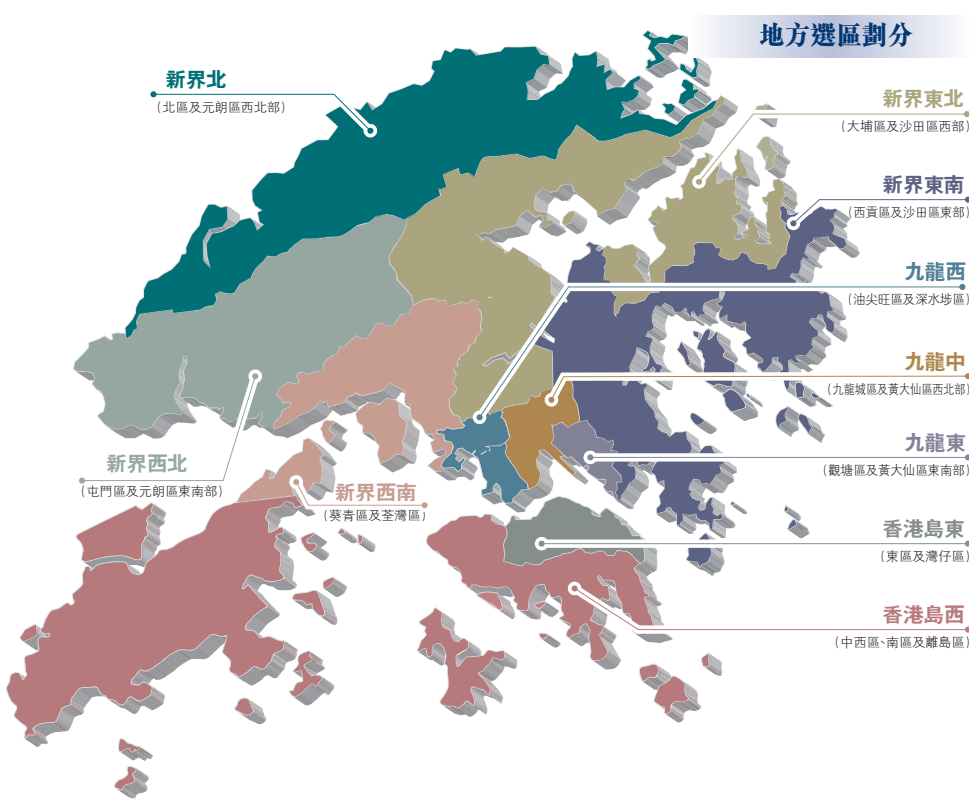 地方選區劃分
新界北
(北區及元朗區西北部)
新界東北
(大埔區及沙田區西部)
新界東南
(西貢區及沙田區東部)
九龍西
(油尖旺區及深水埗區)
九龍中
(九龍城區及黃大仙區西北部)
九龍東
(觀塘區及黃大仙區東南部)
新界西北
(屯門區及元朗區東南部)
新界西南
(葵青區及荃灣區)
香港島東
(東區及灣仔區)
香港島西
(中西區、南區及離島區)